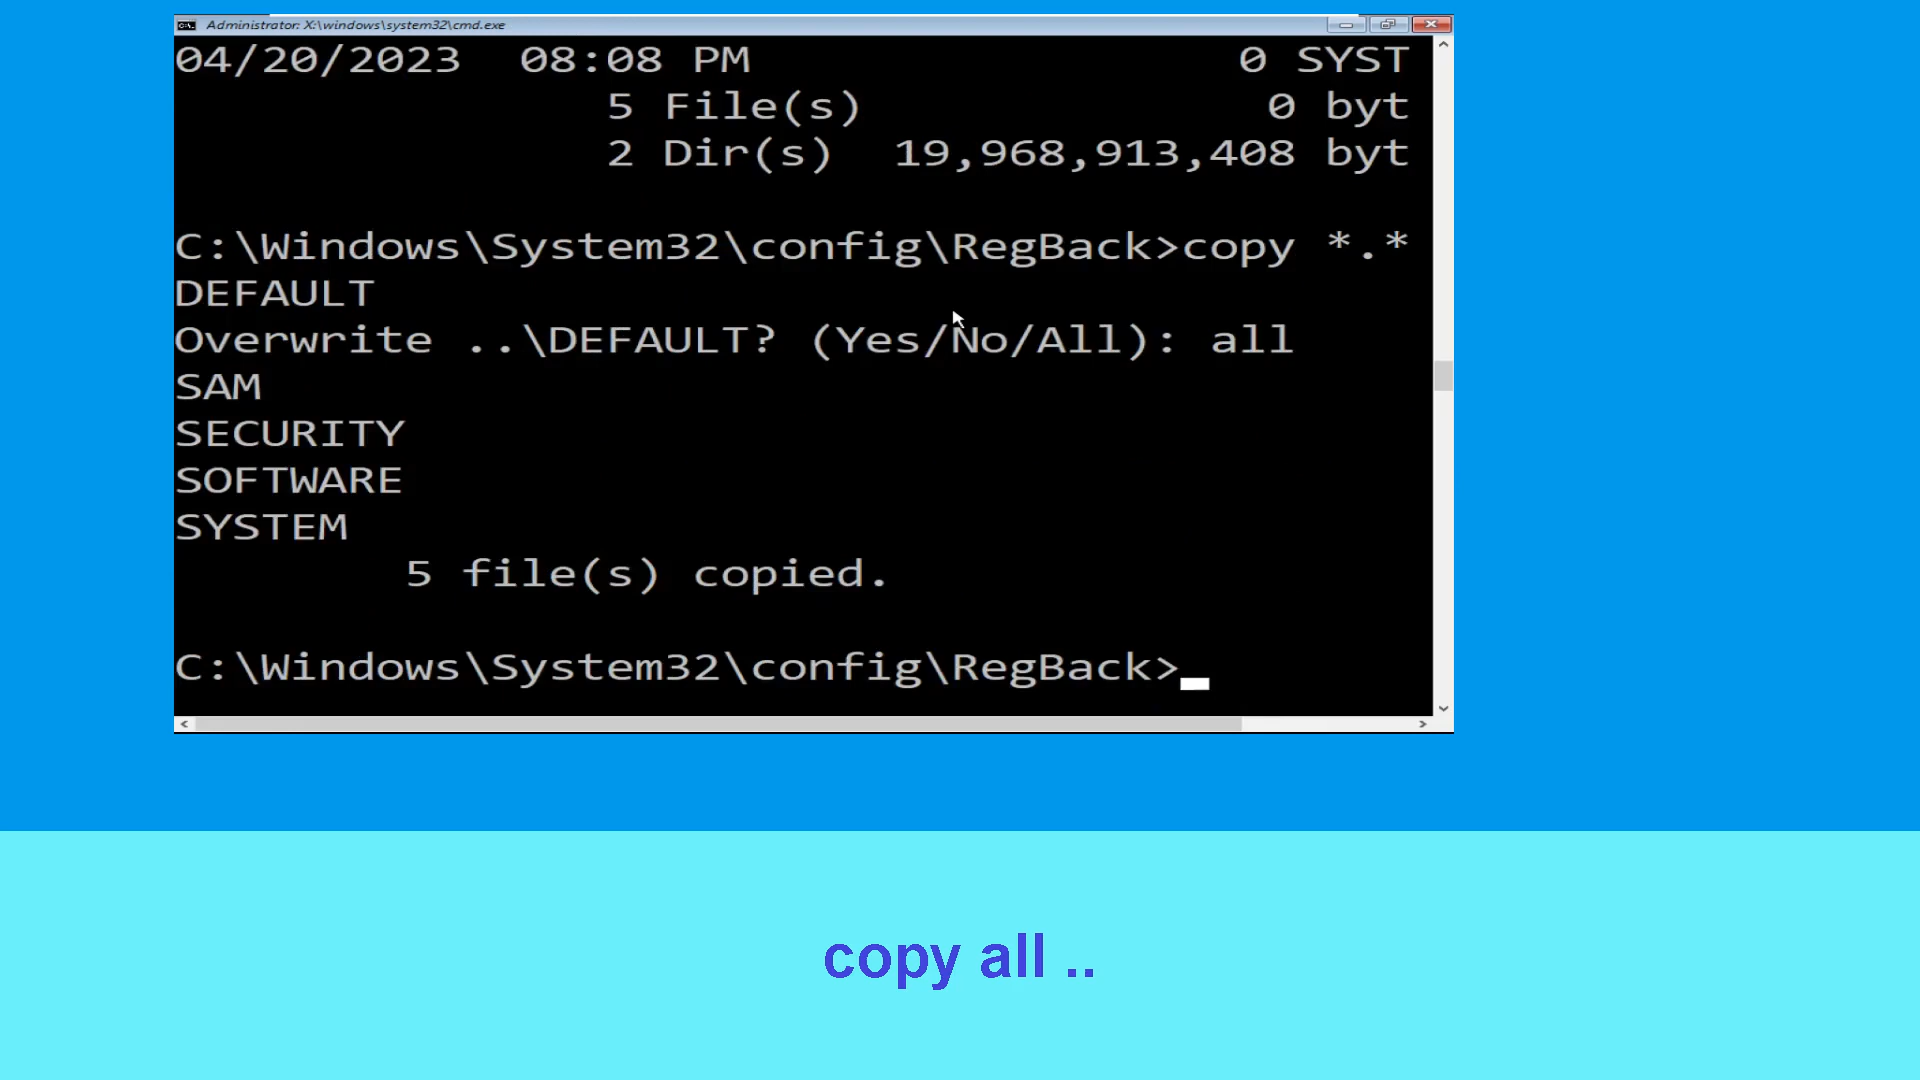 Administrator: X:\windows\system32\cmd.exe
04/20/2023  08:08 PM                 0 SYST
5 File(s)              0 byt
2 Dir(s)  19,968,913,408 byt
C:\Windows\System32\config\RegBack>copy *.*
DEFAULT
Overwrite ..\DEFAULT? (Yes/No/All): all
SAM
SECURITY
SOFTWARE
SYSTEM
5 file(s) copied.
C:\Windows\System32\config\RegBack>
copy all ..